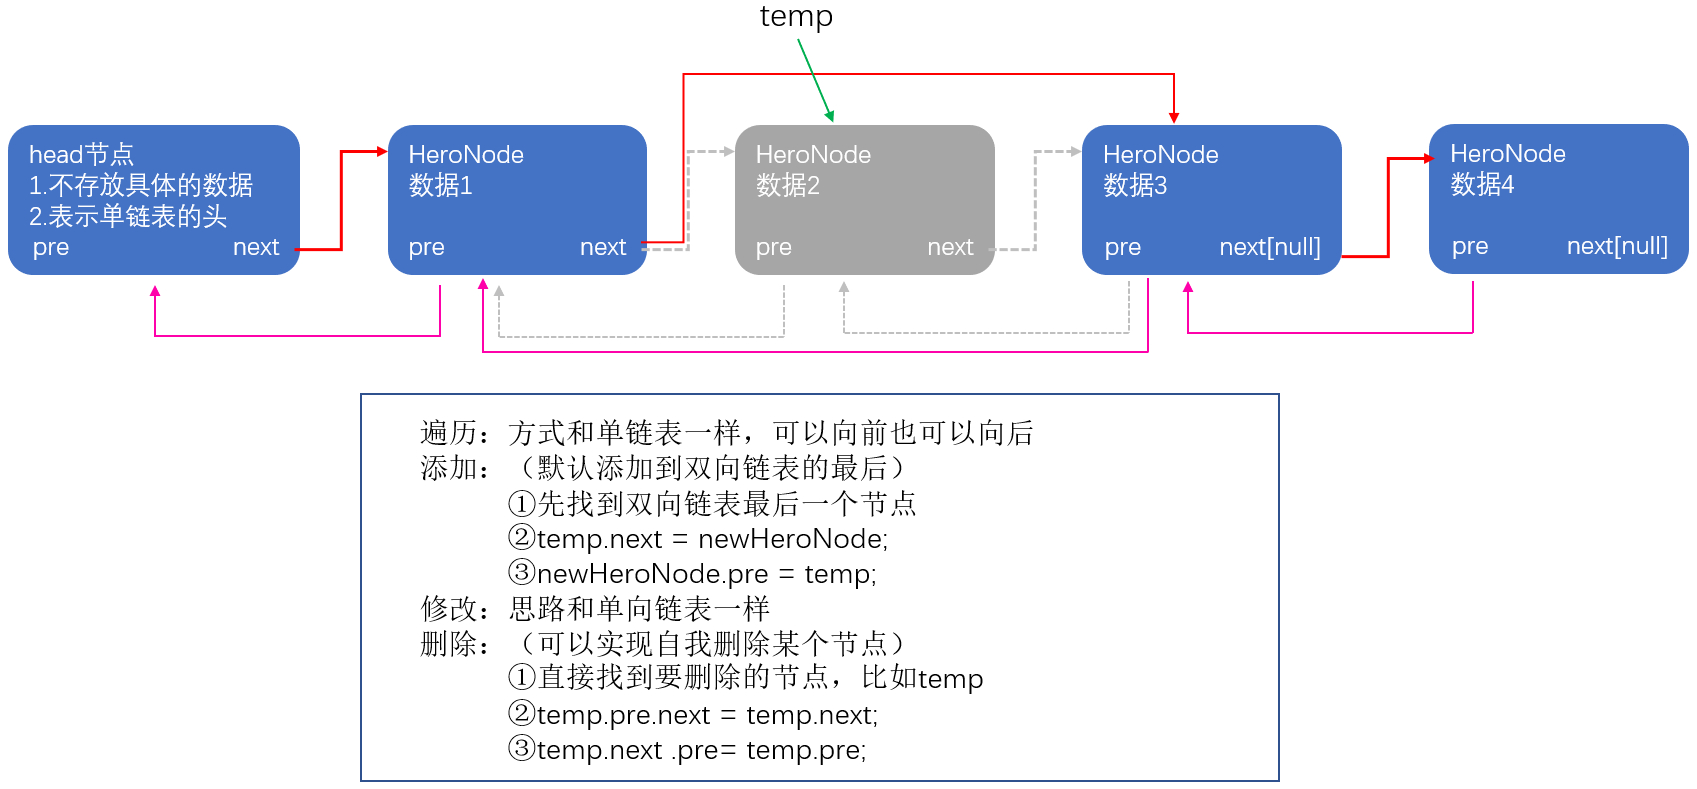 temp
head节点
1.不存放具体的数据
2.表示单链表的头
pre next
HeroNode
数据1
pre next
HeroNode
数据2
pre next
HeroNode
数据3
pre next[null]
HeroNode
数据4
pre next[null]
遍历：方式和单链表一样，可以向前也可以向后
添加：（默认添加到双向链表的最后）
①先找到双向链表最后一个节点
②temp.next = newHeroNode;
③newHeroNode.pre = temp;
修改：思路和单向链表一样
删除：（可以实现自我删除某个节点）
①直接找到要删除的节点，比如temp
②temp.pre.next = temp.next;
③temp.next .pre= temp.pre;